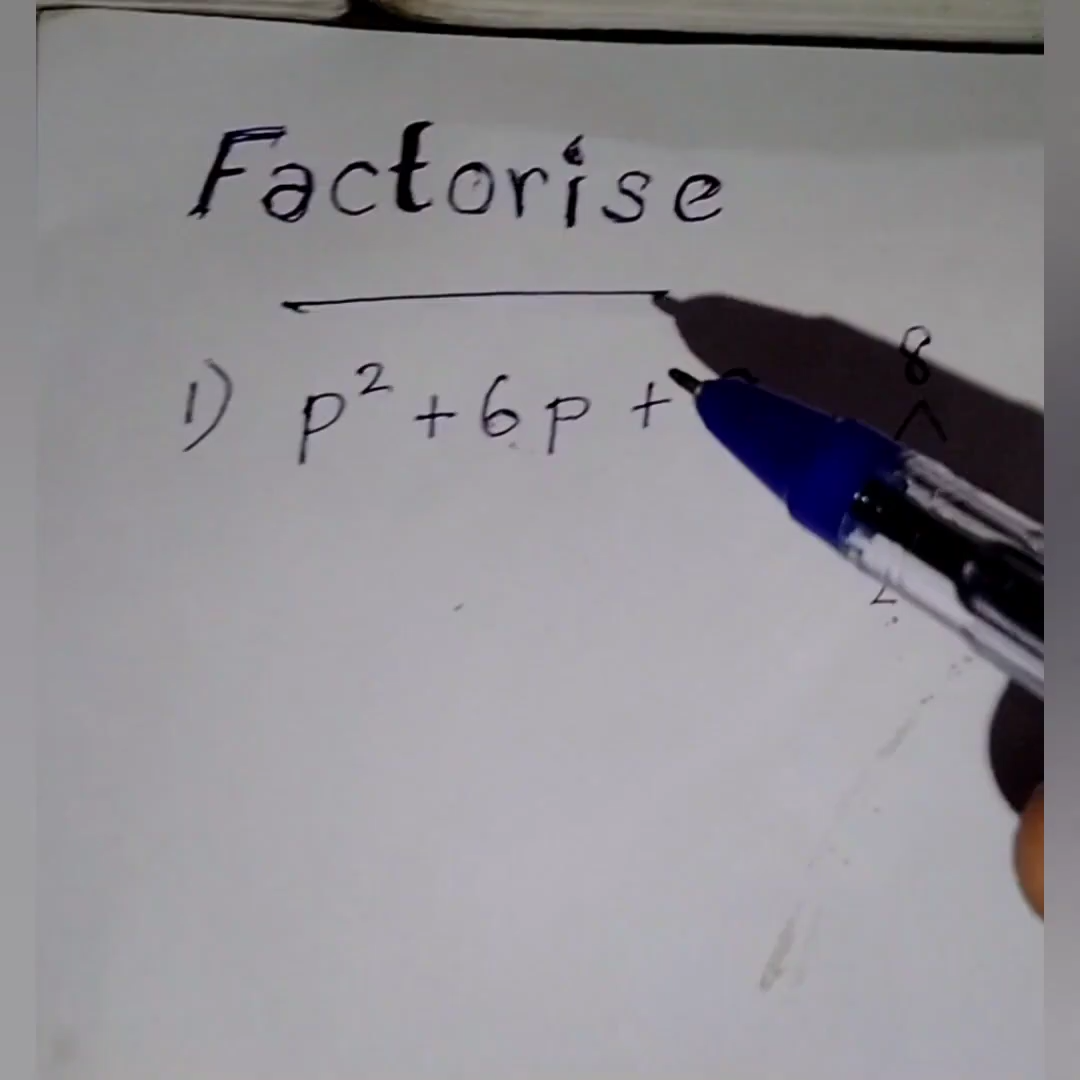 Factorise
8
1) p² + 6p +